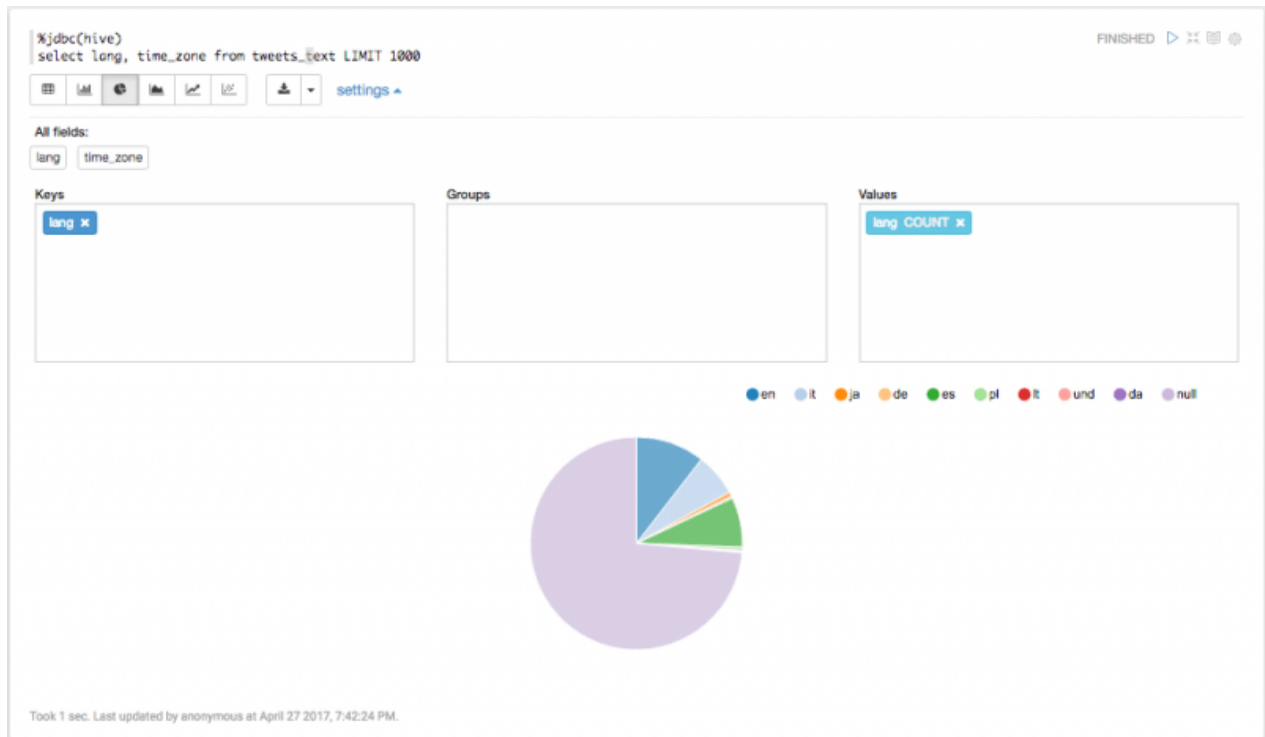 %jdbc(hive)
FINISHED
select lang, time_zone from tweets_text LIMIT 1000
settings
All fields:
lang time_zone
Keys Groups Values
lang × lang COUNT ×
en it ja de es pl lt und da null
Took 1 sec. Last updated by anonymous at April 27 2017, 7:42:24 PM.